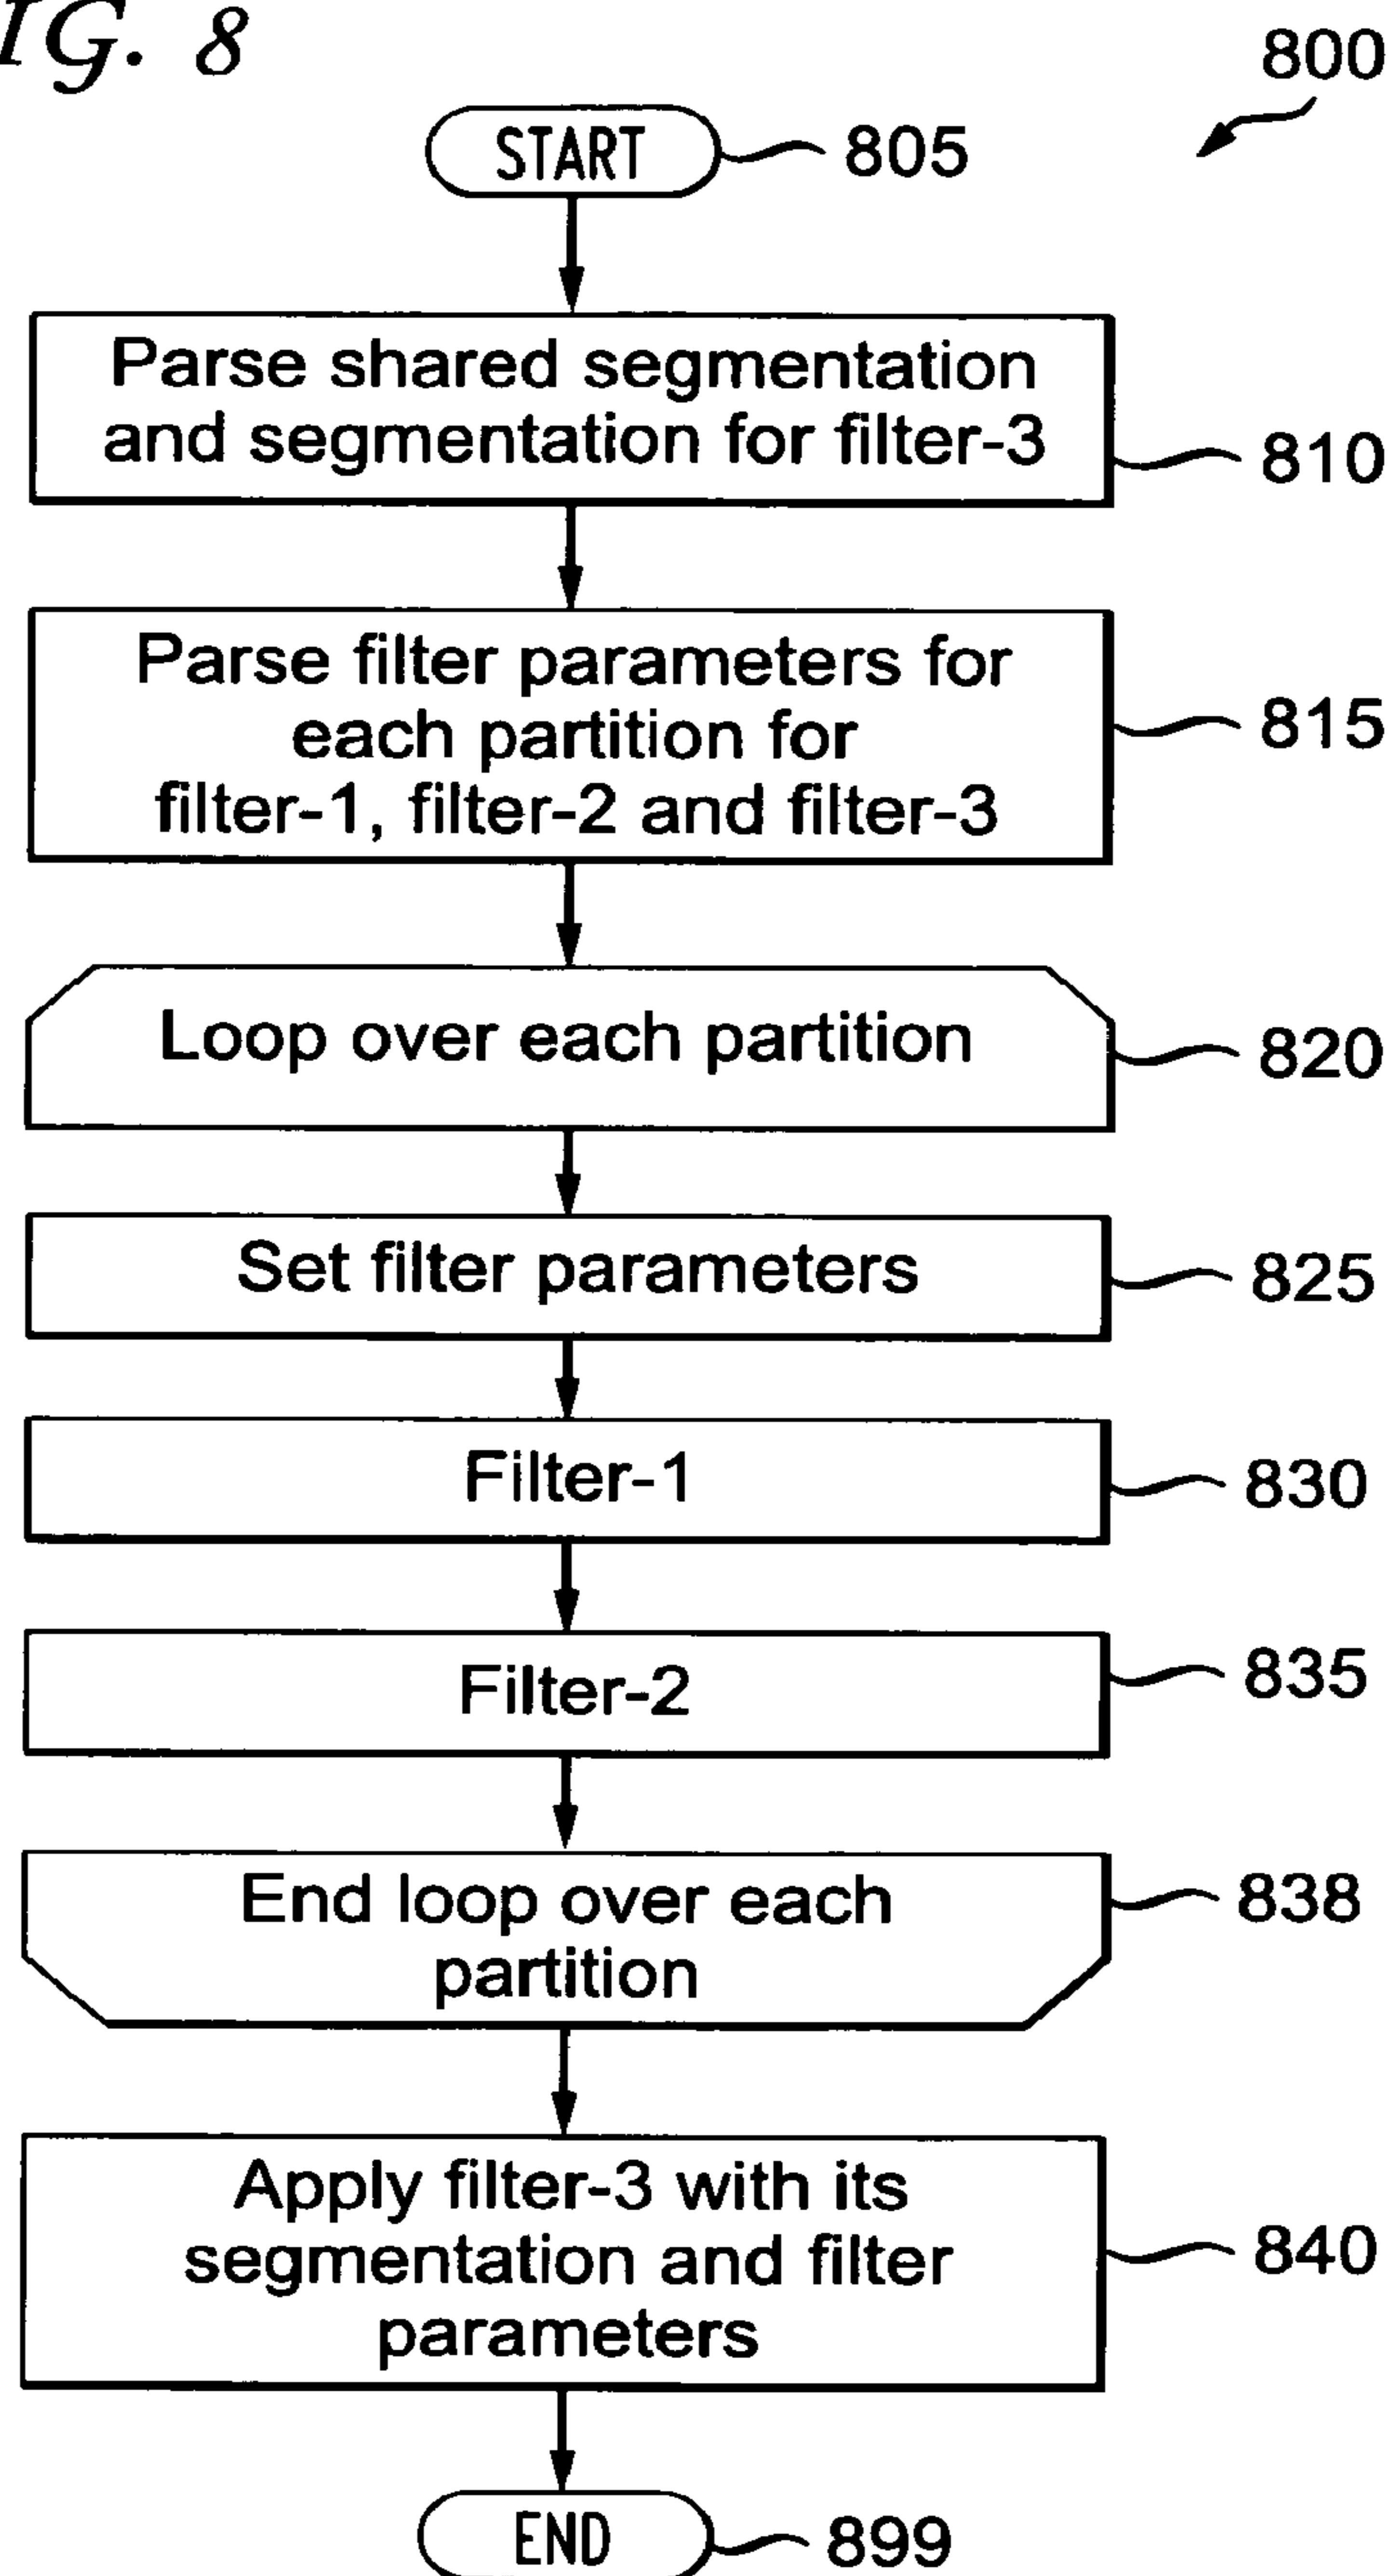 IG. 8
800
START
805
Parse shared segmentation
and segmentation for filter-3
810
Parse filter parameters for
each partition for
filter-1, filter-2 and filter-3
815
Loop over each partition
820
Set filter parameters
825
Filter-1
830
Filter-2
835
End loop over each
partition
838
Apply filter-3 with its
segmentation and filter
parameters
840
END
899